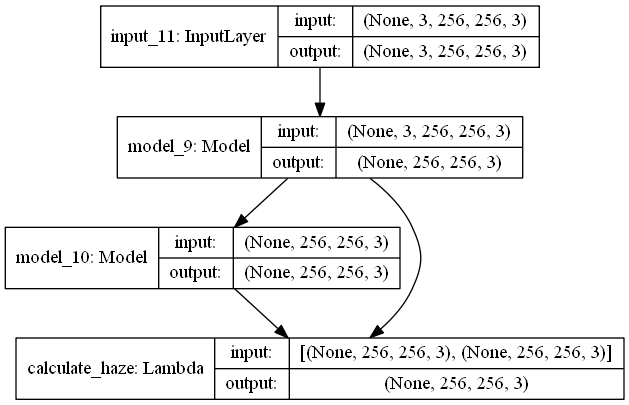 input_11: InputLayer
input:
(None, 3, 256, 256, 3)
output:
(None, 3, 256, 256, 3)
model_9: Model
input:
(None, 3, 256, 256, 3)
output:
(None, 256, 256, 3)
model_10: Model
input:
(None, 256, 256, 3)
output:
(None, 256, 256, 3)
calculate_haze: Lambda
input:
[(None, 256, 256, 3), (None, 256, 256, 3)]
output:
(None, 256, 256, 3)